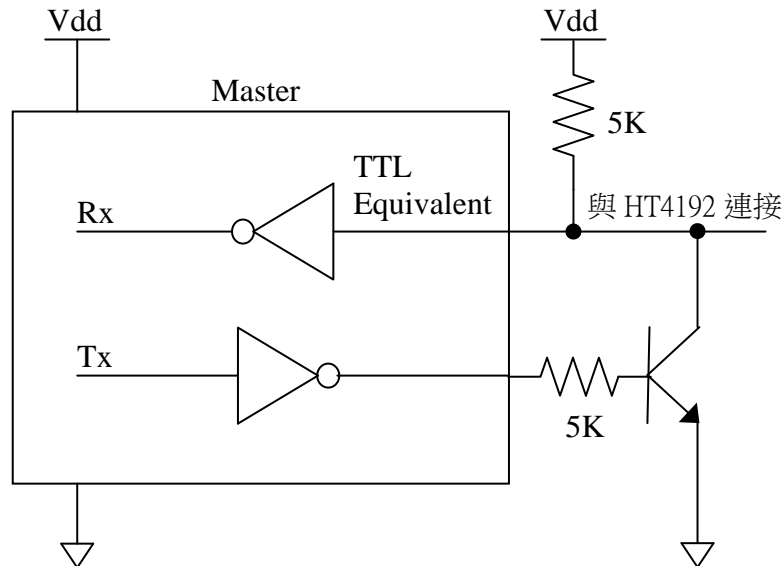 Vdd
Vdd
Master
5K
TTL
Equivalent
與 HT4192 連接
Rx
Tx
5K